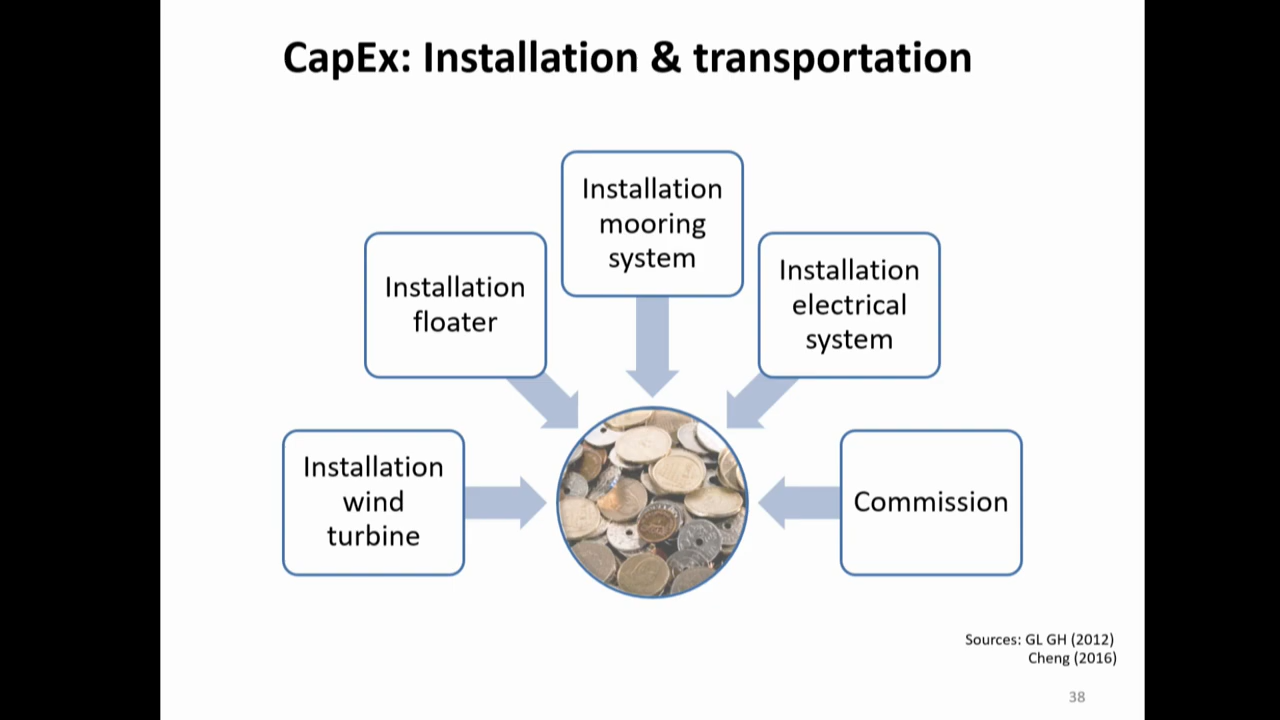 CapEx: Installation & transportation
Installation
mooring
system
Installation
floater
Installation
electrical
system
Installation
wind
turbine
Commission
Sources: GL GH (2012)
Cheng (2016)
38